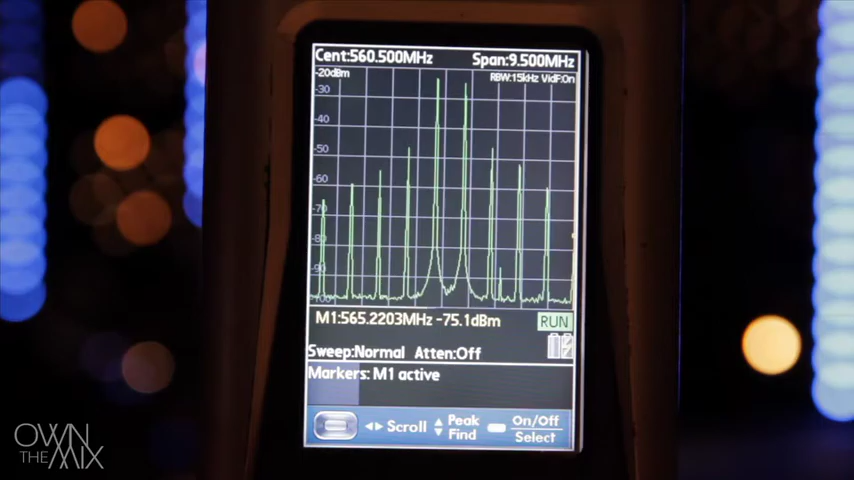 Cent:560.500MHz Span:9.500MHz
-20dBm RBW:15kHz VidF:On
-30
-40
-50
-60
-70
-80
-90
-100
M1:565.2203MHz -75.1dBm RUN
Sweep:Normal Atten:Off
Markers: M1 active
Scroll Peak Find On/Off Select
OWN
THE MIX